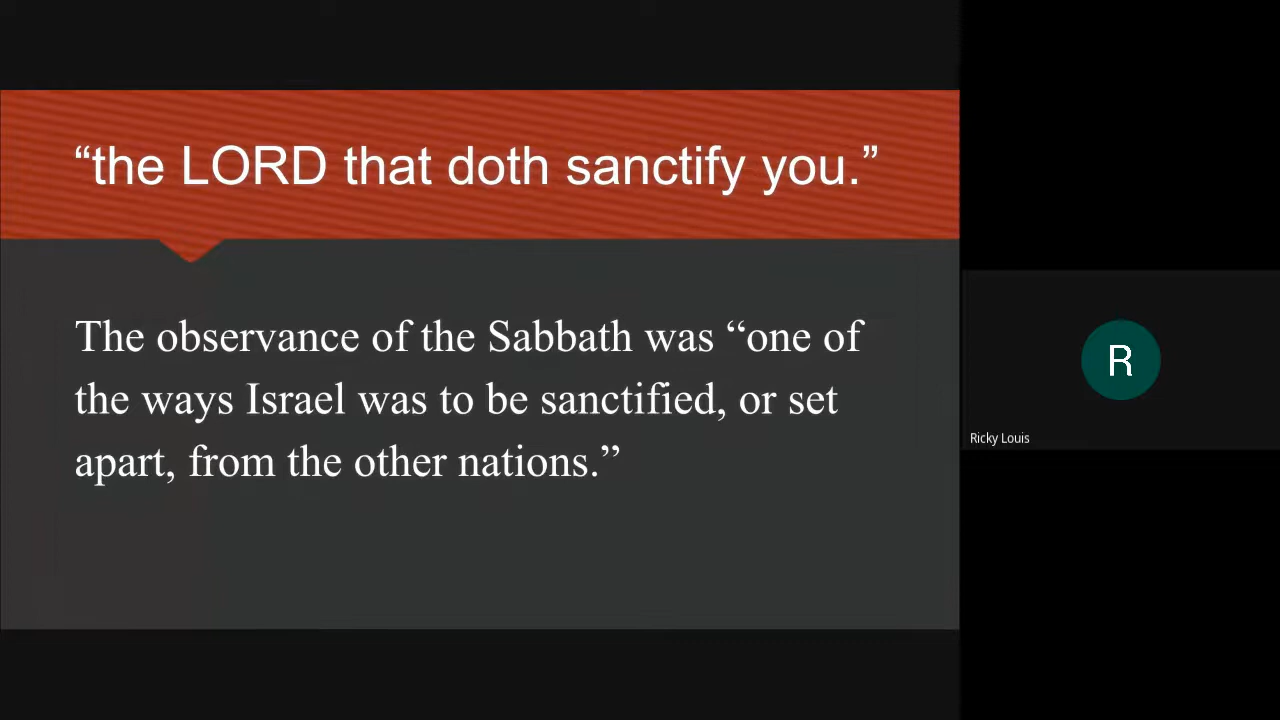 “the LORD that doth sanctify you.”
The observance of the Sabbath was “one of
the ways Israel was to be sanctified, or set
apart, from the other nations.”
R
Ricky Louis